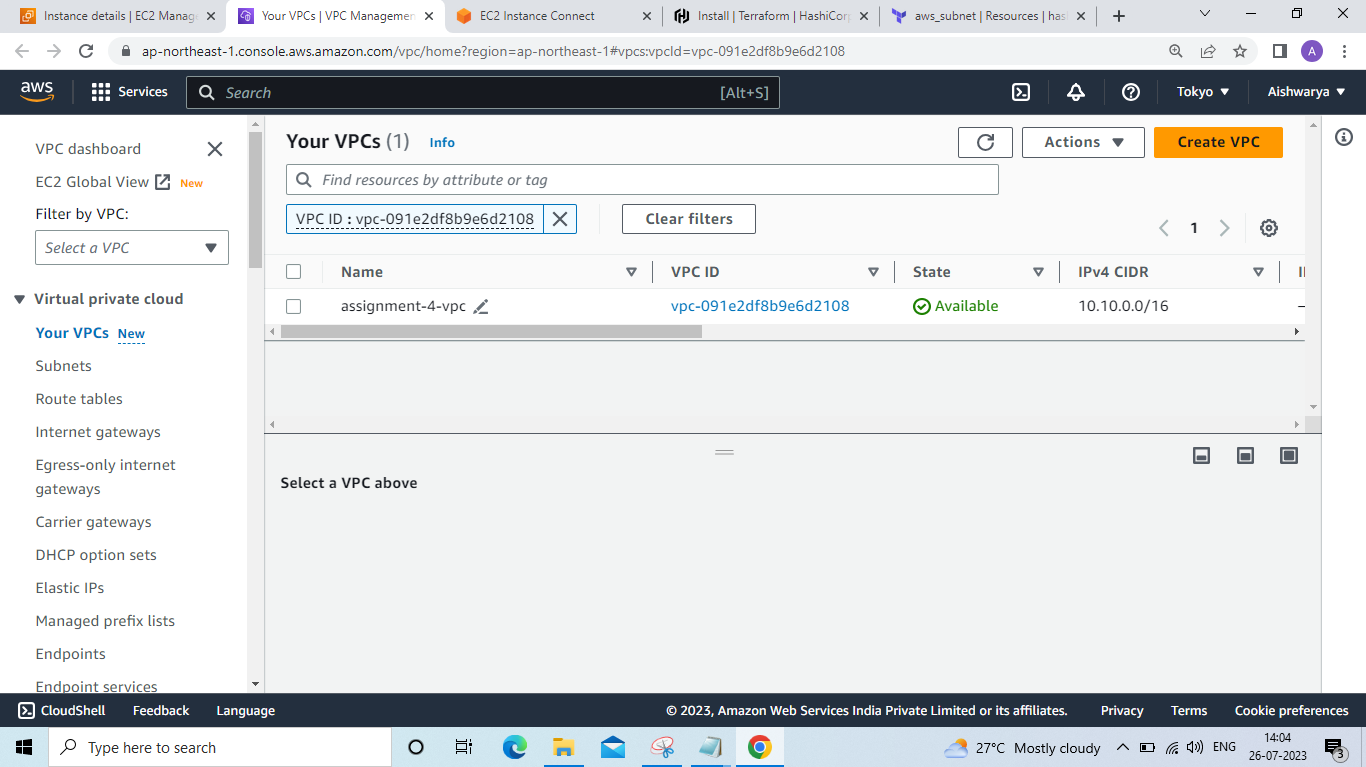 Instance details | EC2 Manag
Your VPCs | VPC Managemen
EC2 Instance Connect
Install | Terraform | HashiCorp
aws_subnet | Resources | hash
ap-northeast-1.console.aws.amazon.com/vpc/home?region=ap-northeast-1#vpcs:vpcId=vpc-091e2df8b9e6d2108
A
aws
Services
Search
[Alt+S]
Tokyo
Aishwarya
VPC dashboard
EC2 Global View New
Filter by VPC:
Select a VPC
Virtual private cloud
Your VPCs New
Subnets
Route tables
Internet gateways
Egress-only internet
gateways
Carrier gateways
DHCP option sets
Elastic IPs
Managed prefix lists
Endpoints
Endpoint services
Your VPCs (1) Info
Actions
Create VPC
Find resources by attribute or tag
VPC ID : vpc-091e2df8b9e6d2108
Clear filters
1
Name VPC ID State IPv4 CIDR
assignment-4-vpc vpc-091e2df8b9e6d2108 Available 10.10.0.0/16 –
Select a VPC above
CloudShell Feedback Language
© 2023, Amazon Web Services India Private Limited or its affiliates. Privacy Terms Cookie preferences
Type here to search
27°C Mostly cloudy
ENG
14:04
26-07-2023
3